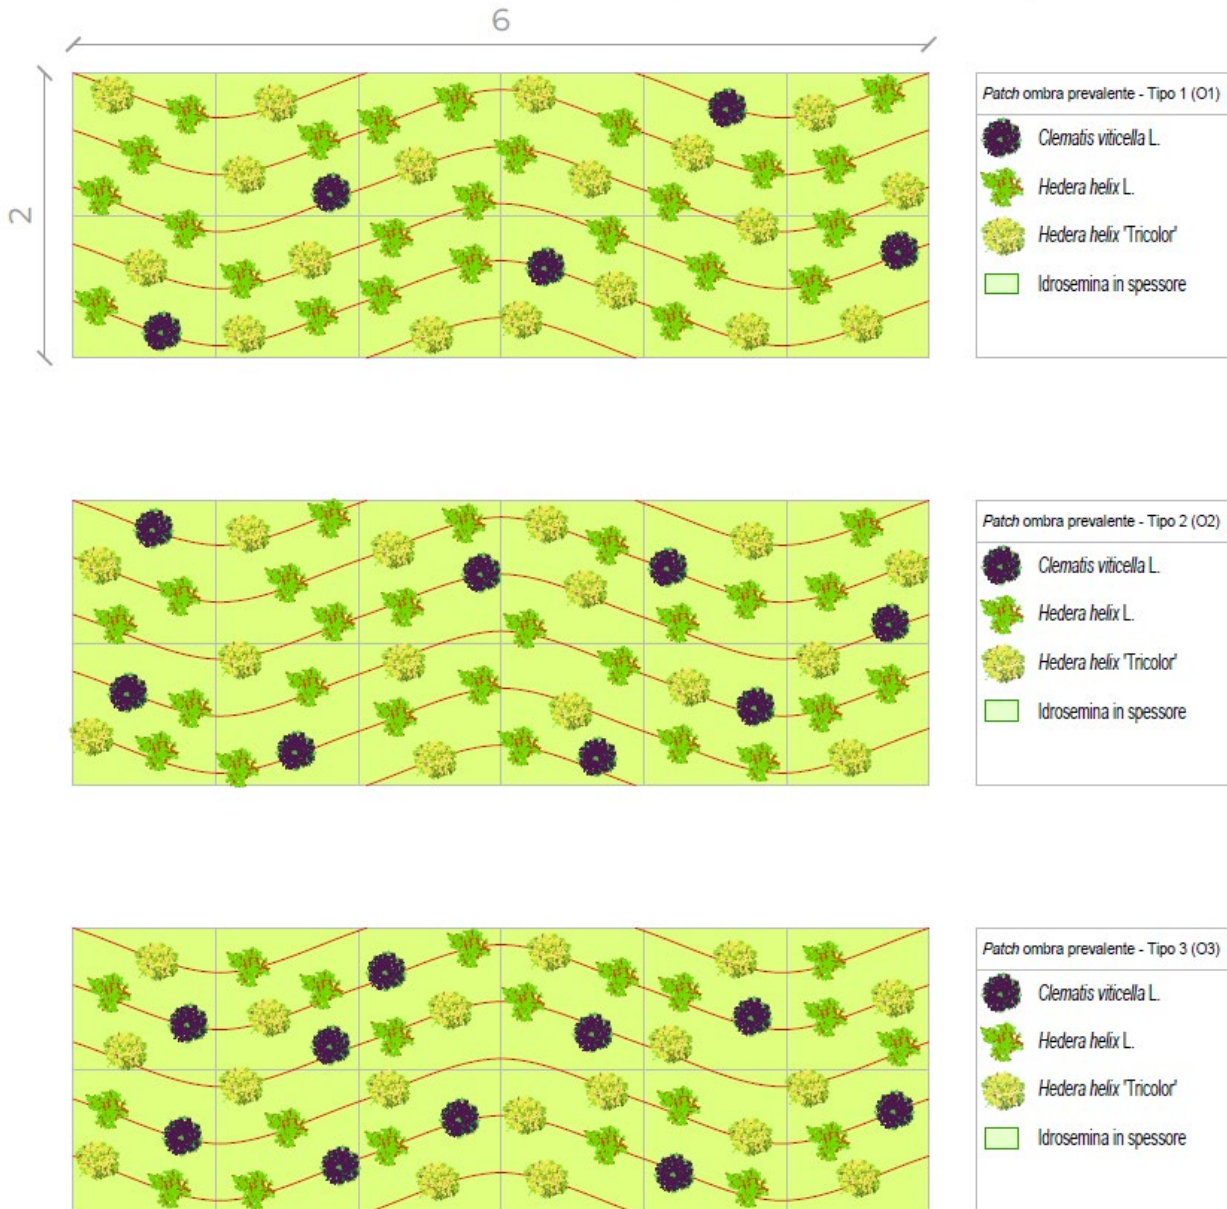 6
2
Patch ombra prevalente - Tipo 1 (O1)
Clematis viticella L.
Hedera helix L.
Hedera helix 'Tricolor'
Idrosemina in spessore
Patch ombra prevalente - Tipo 2 (O2)
Clematis viticella L.
Hedera helix L.
Hedera helix 'Tricolor'
Idrosemina in spessore
Patch ombra prevalente - Tipo 3 (O3)
Clematis viticella L.
Hedera helix L.
Hedera helix 'Tricolor'
Idrosemina in spessore